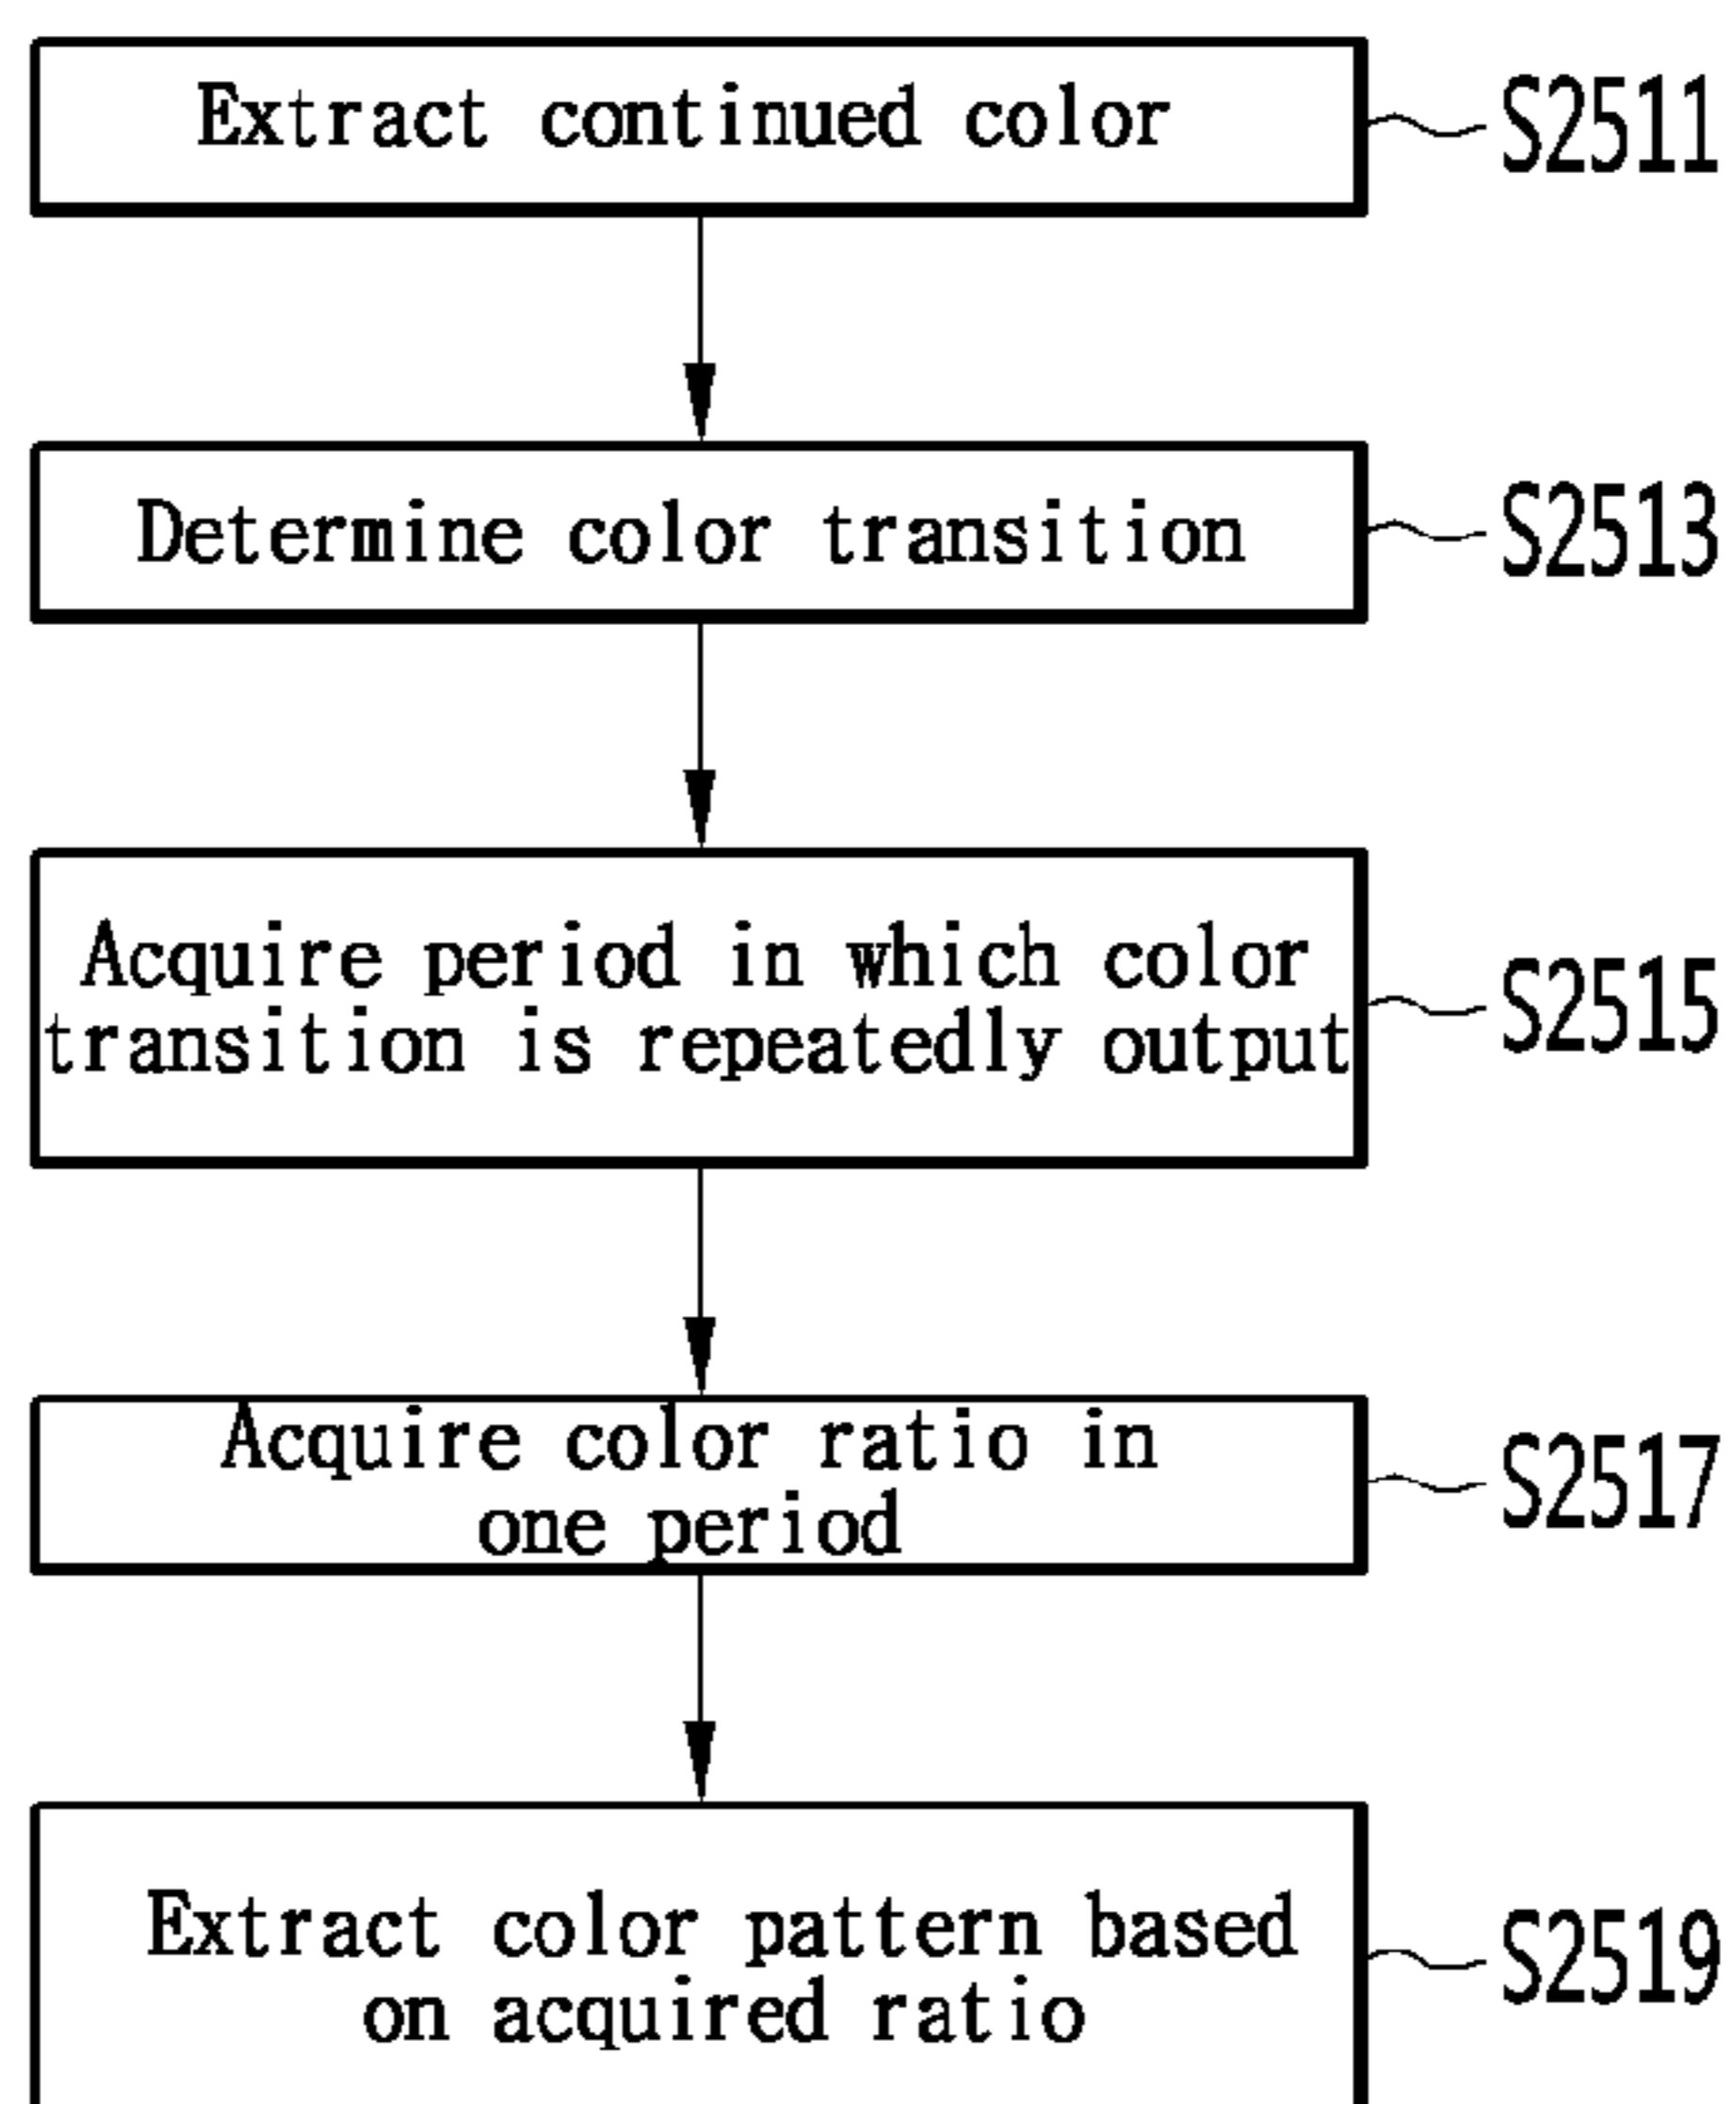 Extract continued color
S2511
Determine color transition
S2513
Acquire period in which color
transition is repeatedly output
S2515
Acquire color ratio in
one period
S2517
Extract color pattern based
on acquired ratio
S2519